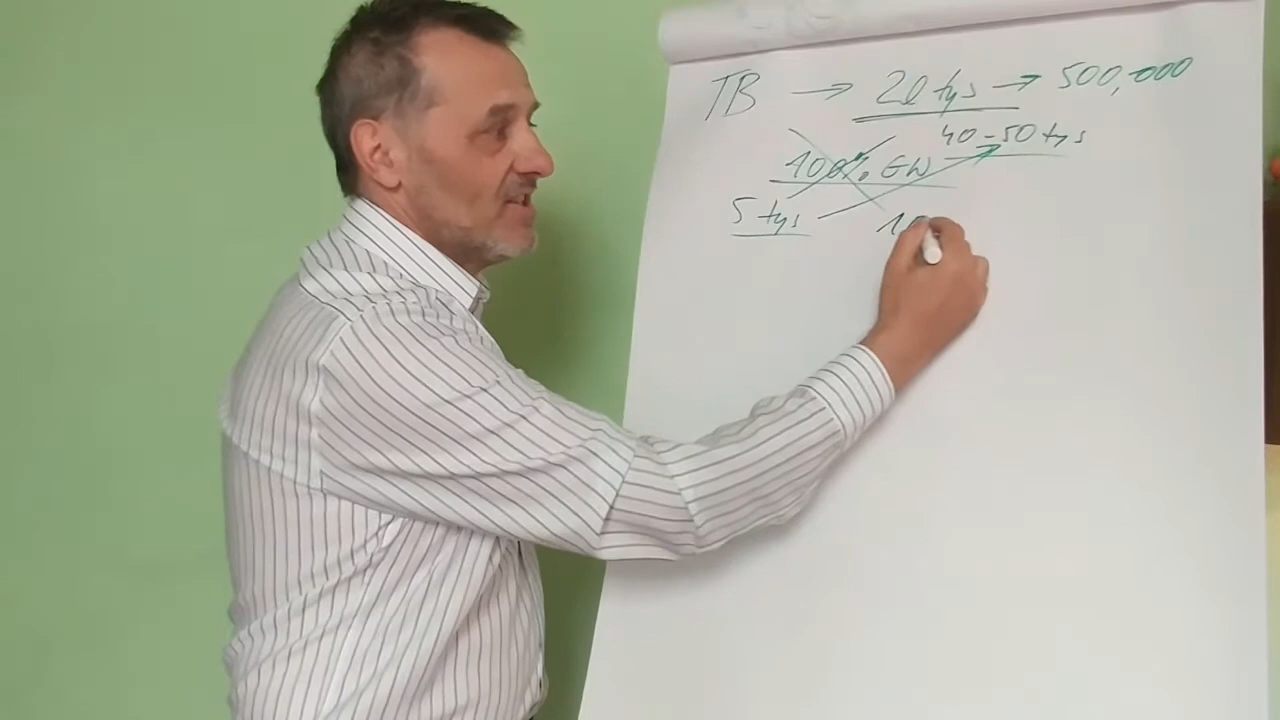 TB → 20 tys → 500,000
40-50 tys
100% GW
5 tys